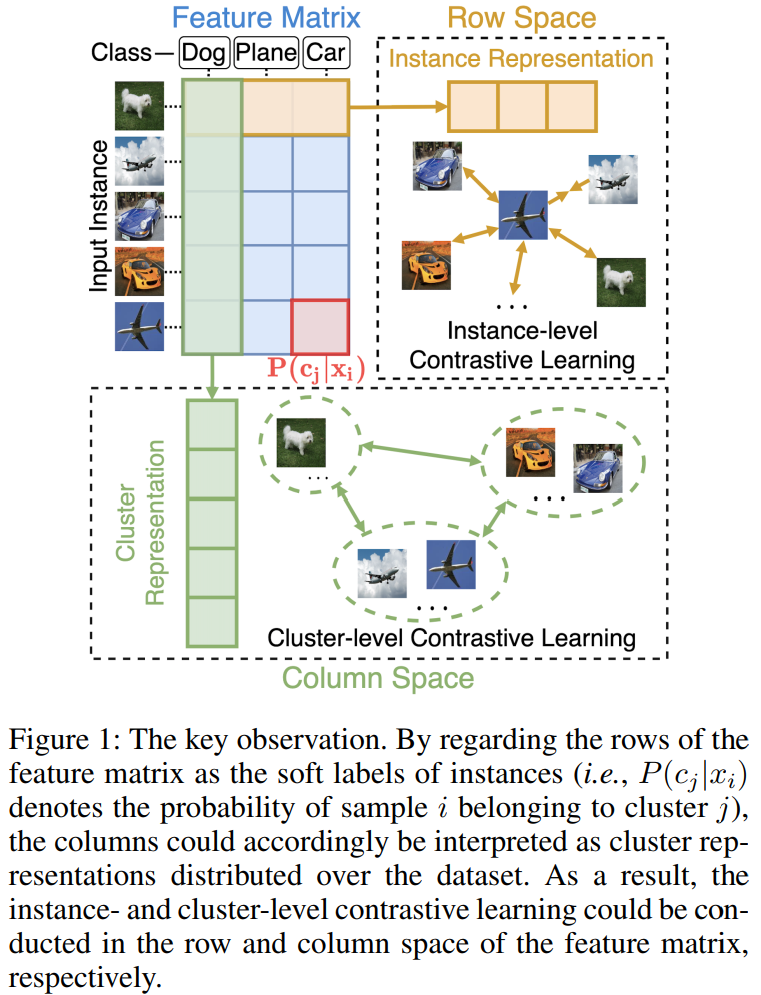 Feature Matrix
Row Space
Class
Dog
Plane
Car
Instance Representation
Input Instance
...
Instance-level
Contrastive Learning
P(c_j|x_i)
Cluster
Representation
...
...
...
Cluster-level Contrastive Learning
Column Space
Figure 1: The key observation. By regarding the rows of the
feature matrix as the soft labels of instances (i.e., P(c_j|x_i)
denotes the probability of sample i belonging to cluster j),
the columns could accordingly be interpreted as cluster rep-
resentations distributed over the dataset. As a result, the
instance- and cluster-level contrastive learning could be con-
ducted in the row and column space of the feature matrix,
respectively.